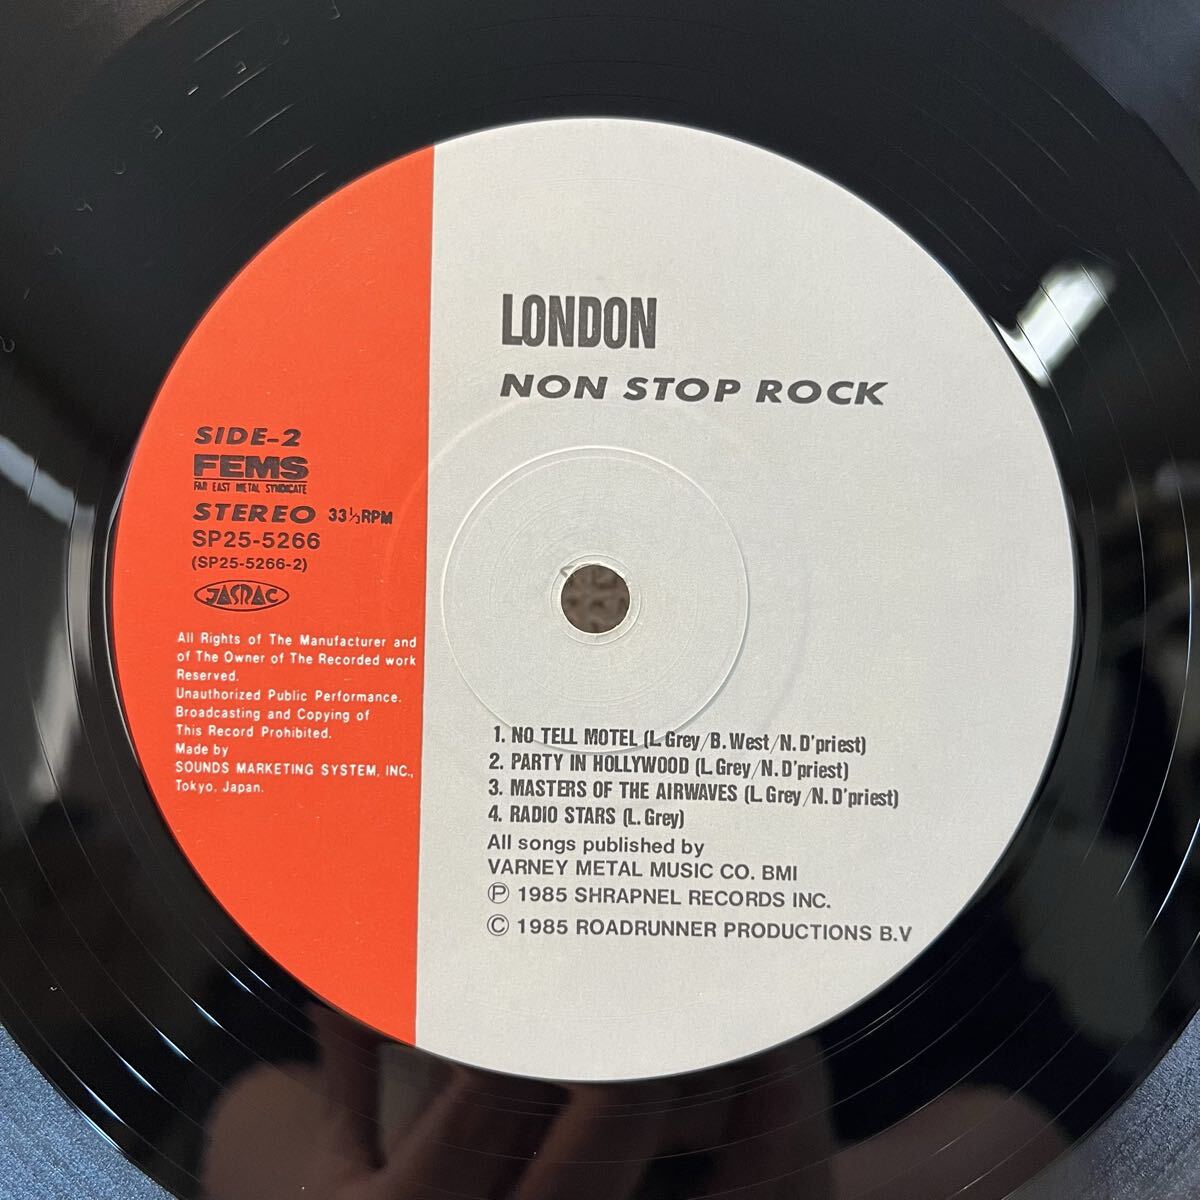 LONDON
NON STOP ROCK
SIDE-2
FEMS
FAR EAST METAL SYNDICATE
STEREO 33⅓RPM
SP25-5266
(SP25-5266-2)
JASRAC
All Rights of The Manufacturer and
of The Owner of The Recorded work
Reserved.
Unauthorized Public Performance.
Broadcasting and Copying of
This Record Prohibited.
Made by
SOUNDS MARKETING SYSTEM, INC.,
Tokyo, Japan.
1. NO TELL MOTEL (L. Grey/B. West/N. D'priest)
2. PARTY IN HOLLYWOOD (L. Grey/N. D'priest)
3. MASTERS OF THE AIRWAVES (L. Grey/N. D'priest)
4. RADIO STARS (L. Grey)
All songs published by
VARNEY METAL MUSIC CO. BMI
Ⓟ 1985 SHRAPNEL RECORDS INC.
© 1985 ROADRUNNER PRODUCTIONS B.V